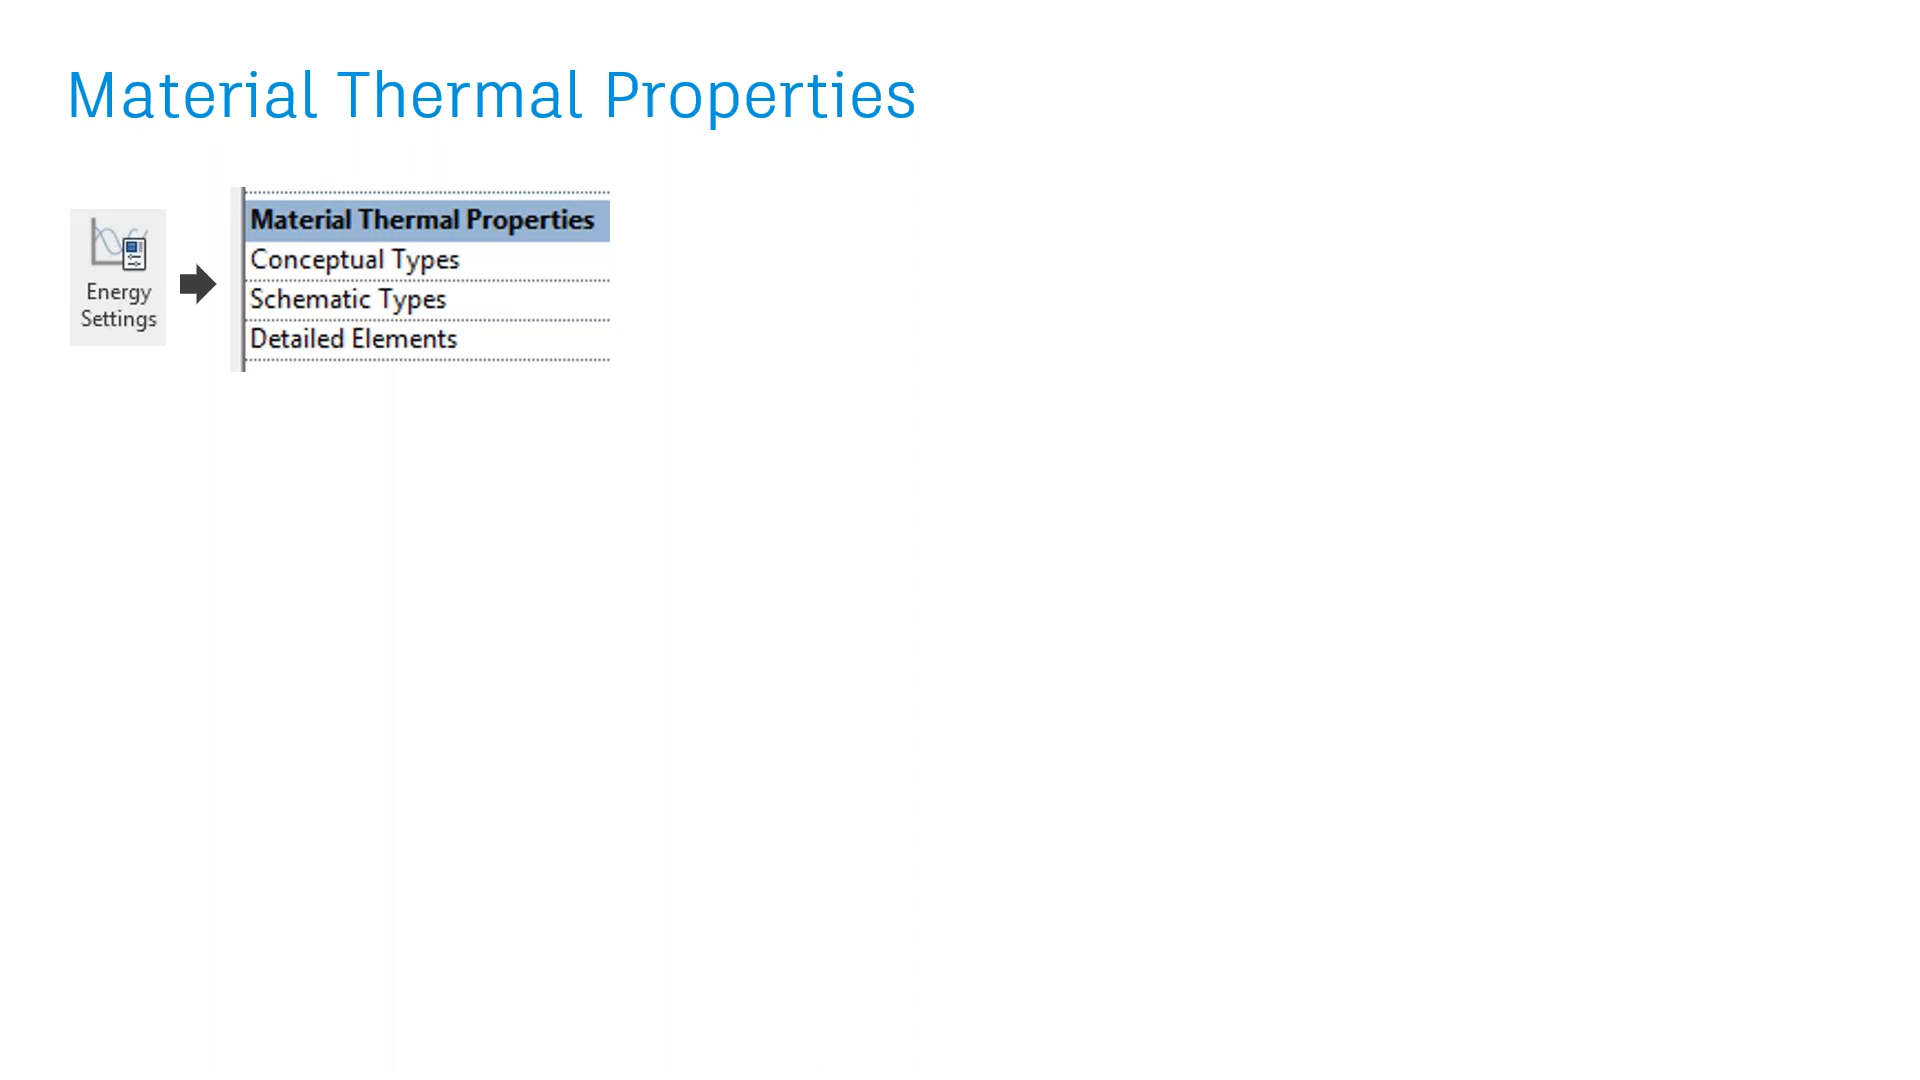 Material Thermal Properties
Energy
Settings
Material Thermal Properties
Conceptual Types
Schematic Types
Detailed Elements